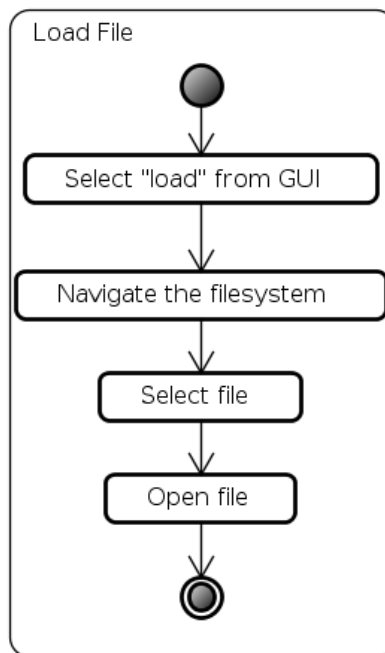 Load File
Select "load" from GUI
Navigate the filesystem
Select file
Open file